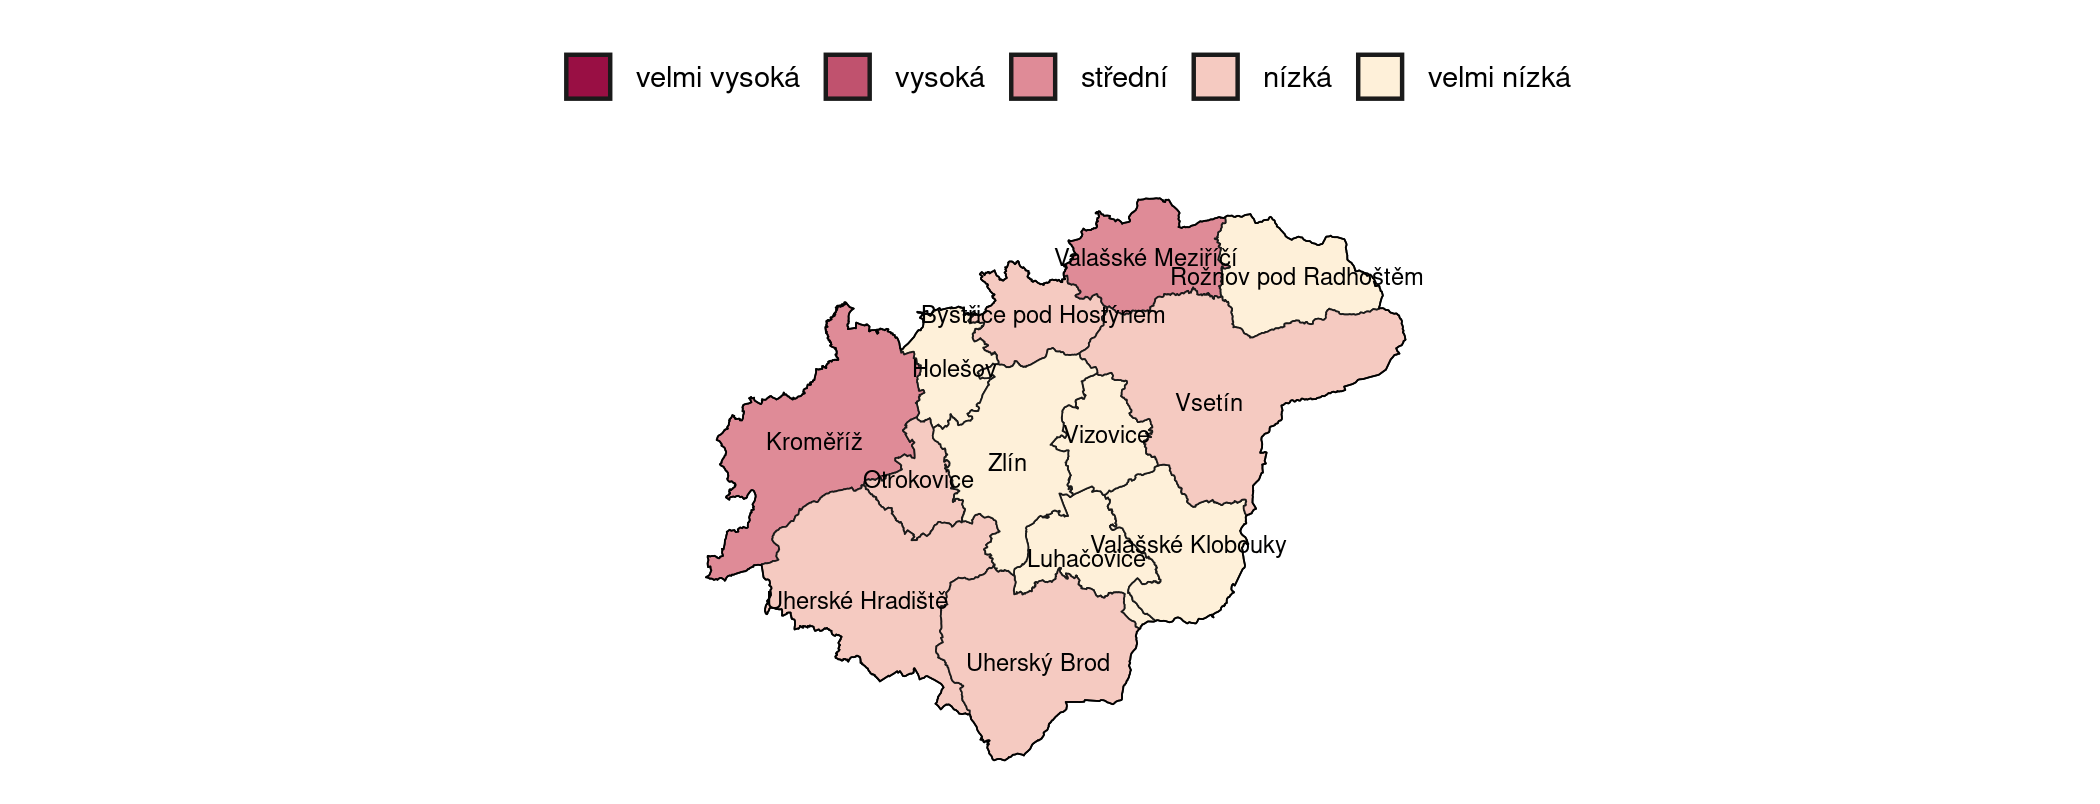 velmi vysoká
vysoká
střední
nízká
velmi nízká
Valašské Meziříčí
Rožnov pod Radhoštěm
Bystřice pod Hostýnem
Holešov
Vsetín
Kroměříž
Vizovice
Zlín
Otrokovice
Valašské Klobouky
Luhačovice
Uherské Hradiště
Uherský Brod